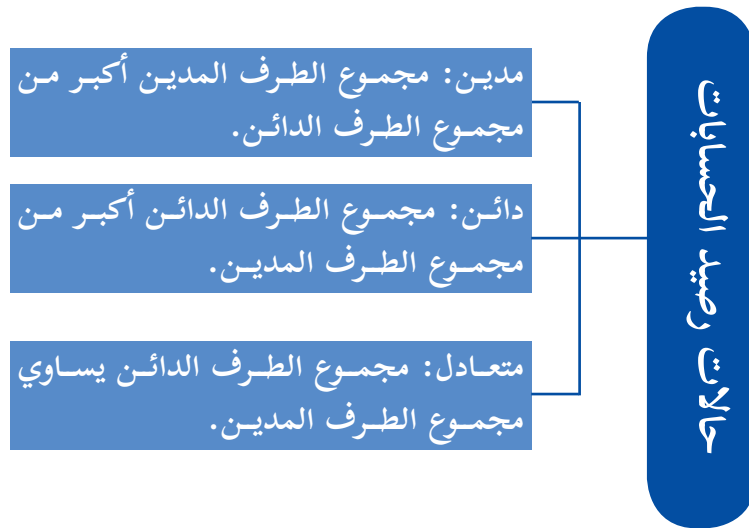 حالات رصيد الحسابات
مدين: مجموع الطرف المدين أكبر من
مجموع الطرف الدائن.
دائن: مجموع الطرف الدائن أكبر من
مجموع الطرف المدين.
متعادل: مجموع الطرف الدائن يساوي
مجموع الطرف المدين.